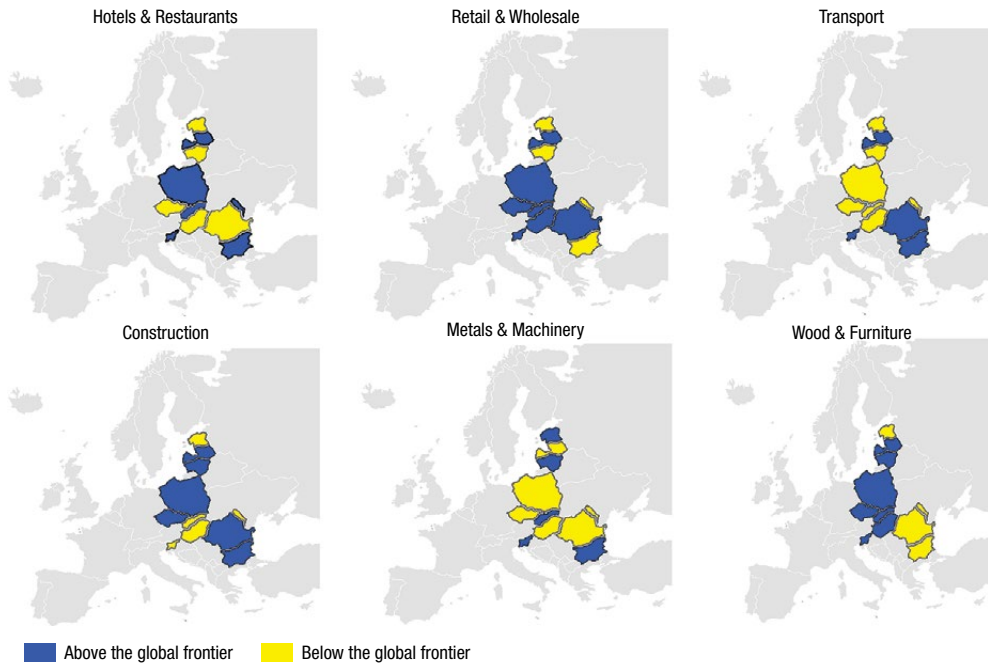 Hotels & Restaurants
Retail & Wholesale
Transport
Construction
Metals & Machinery
Wood & Furniture
Above the global frontier
Below the global frontier